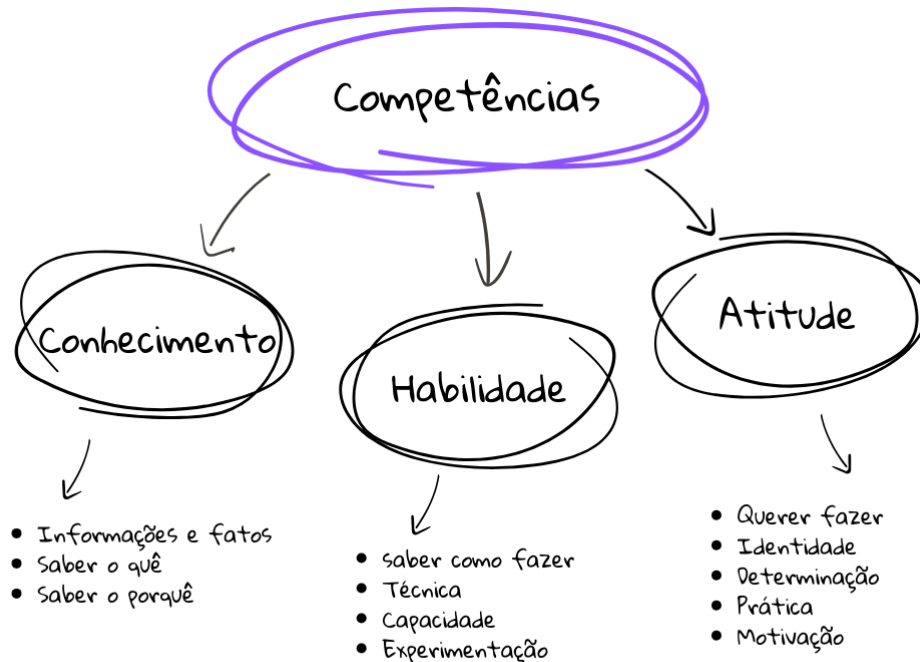 Competências
Conhecimento
Informações e fatos
Saber o quê
Saber o porquê
Habilidade
saber como fazer
Técnica
Capacidade
Experimentação
Atitude
Querer fazer
Identidade
Determinação
Prática
Motivação